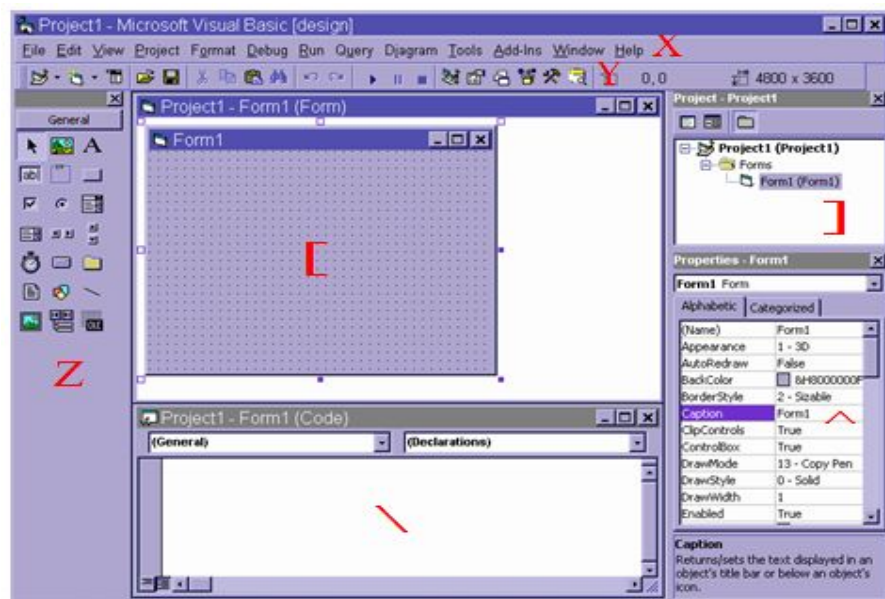 Project1 - Microsoft Visual Basic [design]
File Edit View Project Format Debug Run Query Diagram Tools Add-Ins Window Help X
Y 0, 0 4800 x 3600
General
A
ab
OLE
Z
Project1 - Form1 (Form)
Form1
[
Project1 - Form1 (Code)
(General) (Declarations)
\
Project - Project1
Project1 (Project1)
Forms
Form1 (Form1)
]
Properties - Form1
Form1 Form
Alphabetic Categorized
(Name) Form1
Appearance 1 - 3D
AutoRedraw False
BackColor &H8000000F
BorderStyle 2 - Sizable
Caption Form1 ^
ClipControls True
ControlBox True
DrawMode 13 - Copy Pen
DrawStyle 0 - Solid
DrawWidth 1
Enabled True
Caption
Returns/sets the text displayed in an
object's title bar or below an object's
icon.